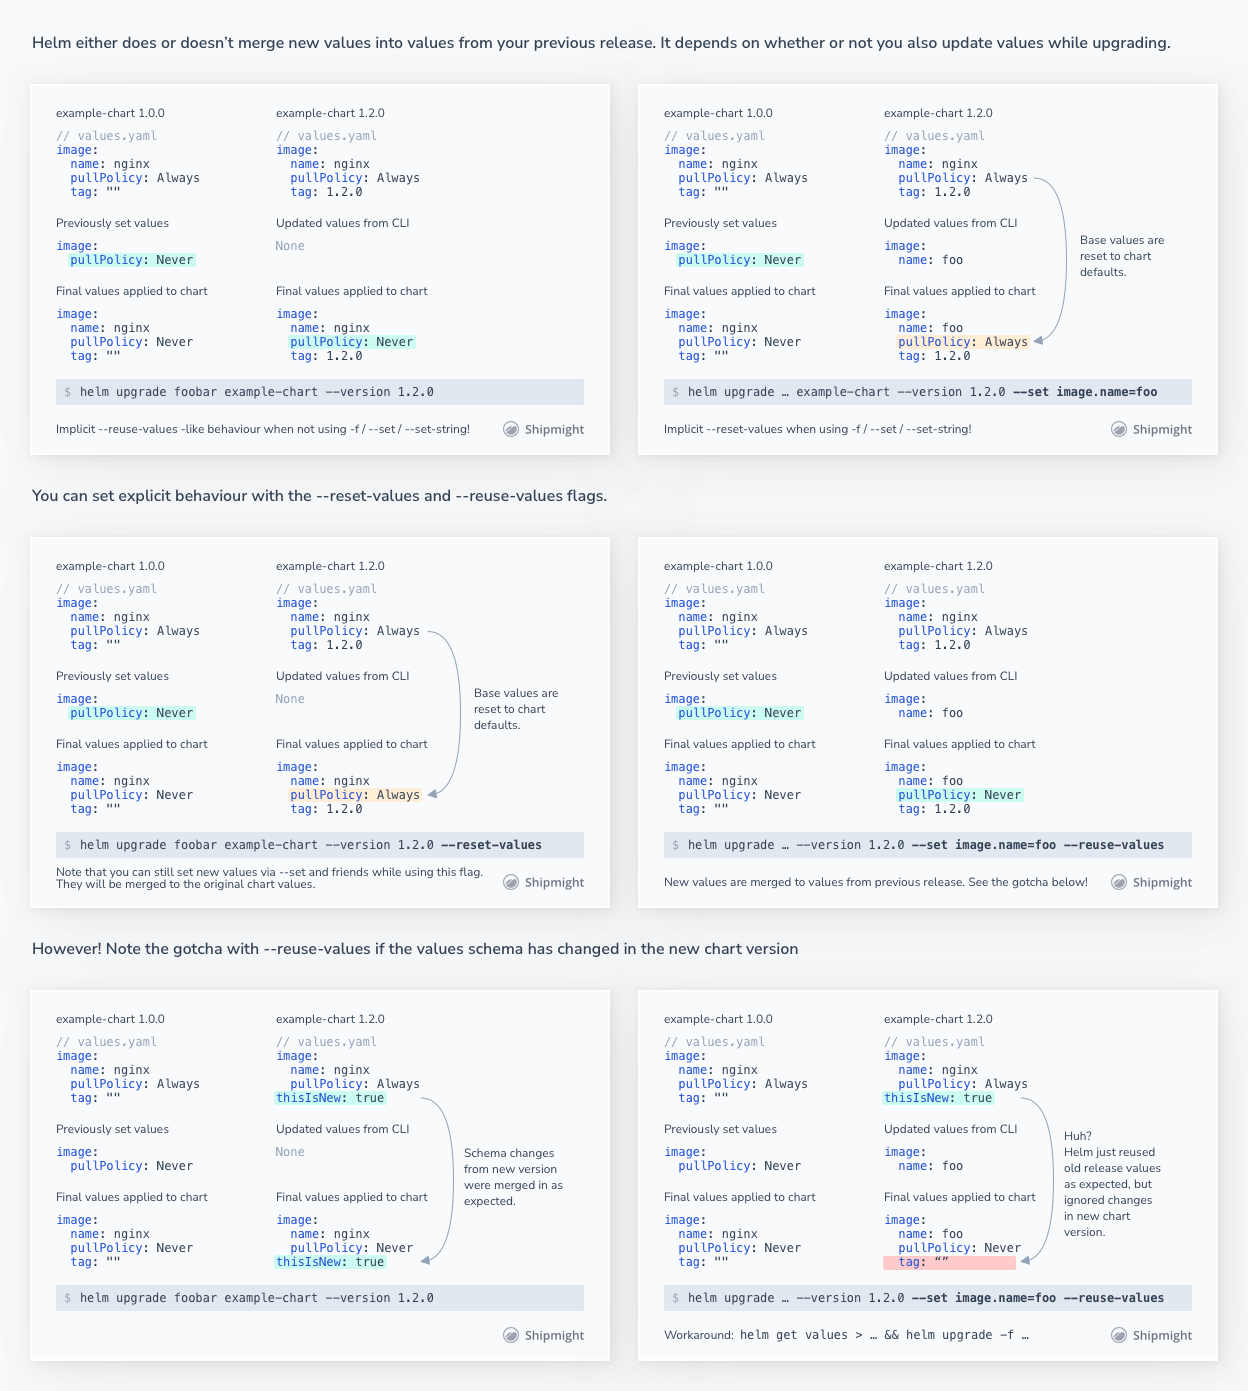 Helm either does or doesn't merge new values into values from your previous release. It depends on whether or not you also update values while upgrading.
example-chart 1.0.0
// values.yaml
image:
  name: nginx
  pullPolicy: Always
  tag: ""
Previously set values
image:
  pullPolicy: Never
Final values applied to chart
image:
  name: nginx
  pullPolicy: Never
  tag: ""
example-chart 1.2.0
// values.yaml
image:
  name: nginx
  pullPolicy: Always
  tag: 1.2.0
Updated values from CLI
None
Final values applied to chart
image:
  name: nginx
  pullPolicy: Never
  tag: 1.2.0
$ helm upgrade foobar example-chart --version 1.2.0
Implicit --reuse-values -like behaviour when not using -f / --set / --set-string!
Shipmight
example-chart 1.0.0
// values.yaml
image:
  name: nginx
  pullPolicy: Always
  tag: ""
Previously set values
image:
  pullPolicy: Never
Final values applied to chart
image:
  name: nginx
  pullPolicy: Never
  tag: ""
example-chart 1.2.0
// values.yaml
image:
  name: nginx
  pullPolicy: Always
  tag: 1.2.0
Updated values from CLI
image:
  name: foo
Final values applied to chart
image:
  name: foo
  pullPolicy: Always
  tag: 1.2.0
Base values are
reset to chart
defaults.
$ helm upgrade … example-chart --version 1.2.0 --set image.name=foo
Implicit --reset-values when using -f / --set / --set-string!
Shipmight
You can set explicit behaviour with the --reset-values and --reuse-values flags.
example-chart 1.0.0
// values.yaml
image:
  name: nginx
  pullPolicy: Always
  tag: ""
Previously set values
image:
  pullPolicy: Never
Final values applied to chart
image:
  name: nginx
  pullPolicy: Never
  tag: ""
example-chart 1.2.0
// values.yaml
image:
  name: nginx
  pullPolicy: Always
  tag: 1.2.0
Updated values from CLI
None
Final values applied to chart
image:
  name: nginx
  pullPolicy: Always
  tag: 1.2.0
Base values are
reset to chart
defaults.
$ helm upgrade foobar example-chart --version 1.2.0 --reset-values
Note that you can still set new values via --set and friends while using this flag.
They will be merged to the original chart values.
Shipmight
example-chart 1.0.0
// values.yaml
image:
  name: nginx
  pullPolicy: Always
  tag: ""
Previously set values
image:
  pullPolicy: Never
Final values applied to chart
image:
  name: nginx
  pullPolicy: Never
  tag: ""
example-chart 1.2.0
// values.yaml
image:
  name: nginx
  pullPolicy: Always
  tag: 1.2.0
Updated values from CLI
image:
  name: foo
Final values applied to chart
image:
  name: foo
  pullPolicy: Never
  tag: 1.2.0
$ helm upgrade … --version 1.2.0 --set image.name=foo --reuse-values
New values are merged to values from previous release. See the gotcha below!
Shipmight
However! Note the gotcha with --reuse-values if the values schema has changed in the new chart version
example-chart 1.0.0
// values.yaml
image:
  name: nginx
  pullPolicy: Always
  tag: ""
Previously set values
image:
  pullPolicy: Never
Final values applied to chart
image:
  name: nginx
  pullPolicy: Never
  tag: ""
example-chart 1.2.0
// values.yaml
image:
  name: nginx
  pullPolicy: Always
thisIsNew: true
Updated values from CLI
None
Final values applied to chart
image:
  name: nginx
  pullPolicy: Never
thisIsNew: true
Schema changes
from new version
were merged in as
expected.
$ helm upgrade foobar example-chart --version 1.2.0
Shipmight
example-chart 1.0.0
// values.yaml
image:
  name: nginx
  pullPolicy: Always
  tag: ""
Previously set values
image:
  pullPolicy: Never
Final values applied to chart
image:
  name: nginx
  pullPolicy: Never
  tag: ""
example-chart 1.2.0
// values.yaml
image:
  name: nginx
  pullPolicy: Always
thisIsNew: true
Updated values from CLI
image:
  name: foo
Final values applied to chart
image:
  name: foo
  pullPolicy: Never
  tag: “”
Huh?
Helm just reused
old release values
as expected, but
ignored changes
in new chart
version.
$ helm upgrade … --version 1.2.0 --set image.name=foo --reuse-values
Workaround: helm get values > … && helm upgrade -f …
Shipmight